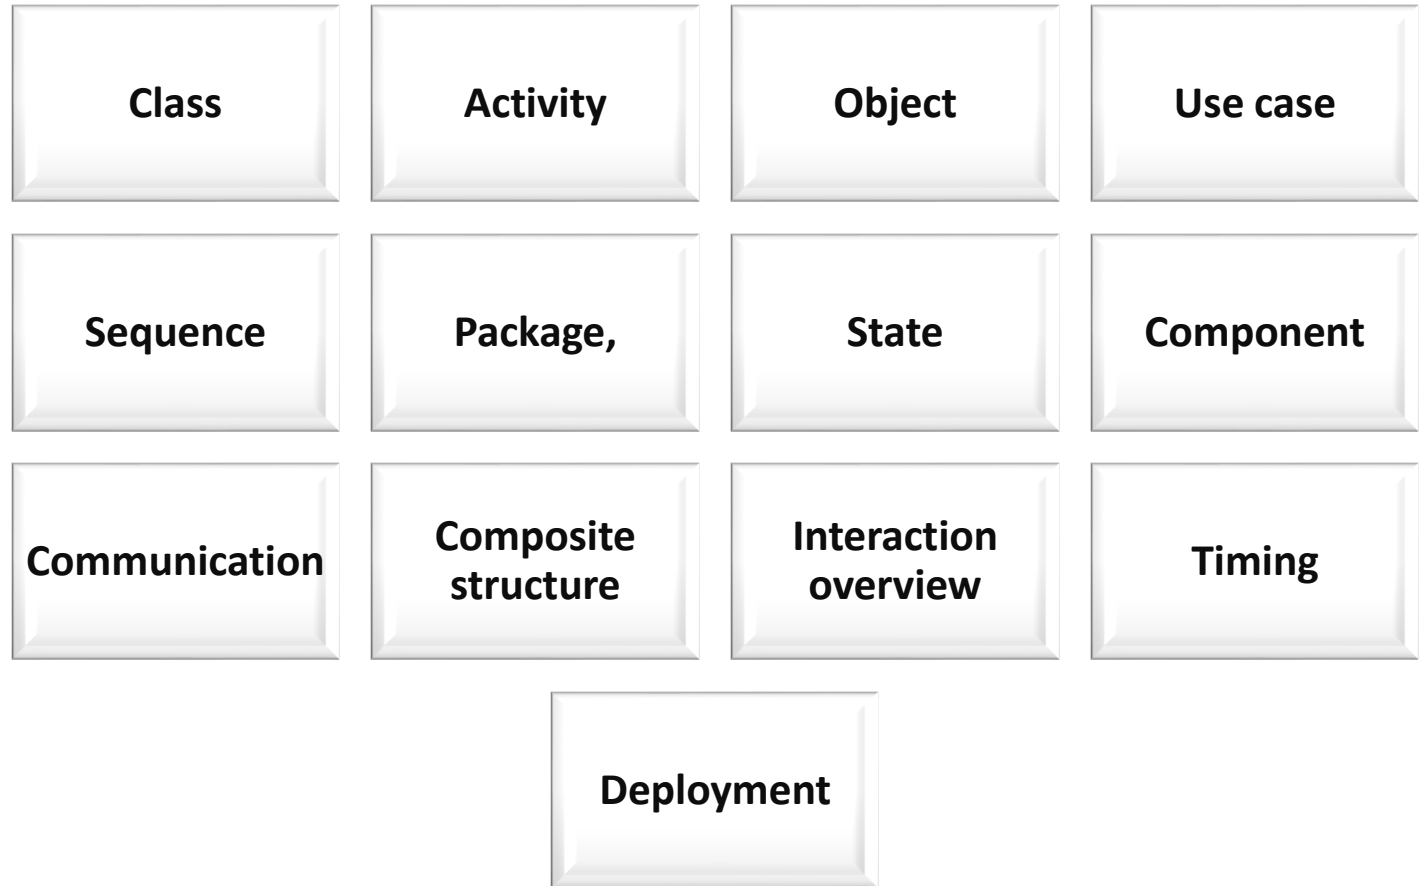 Class
Activity
Object
Use case
Sequence
Package,
State
Component
Communication
Composite
structure
Interaction
overview
Timing
Deployment